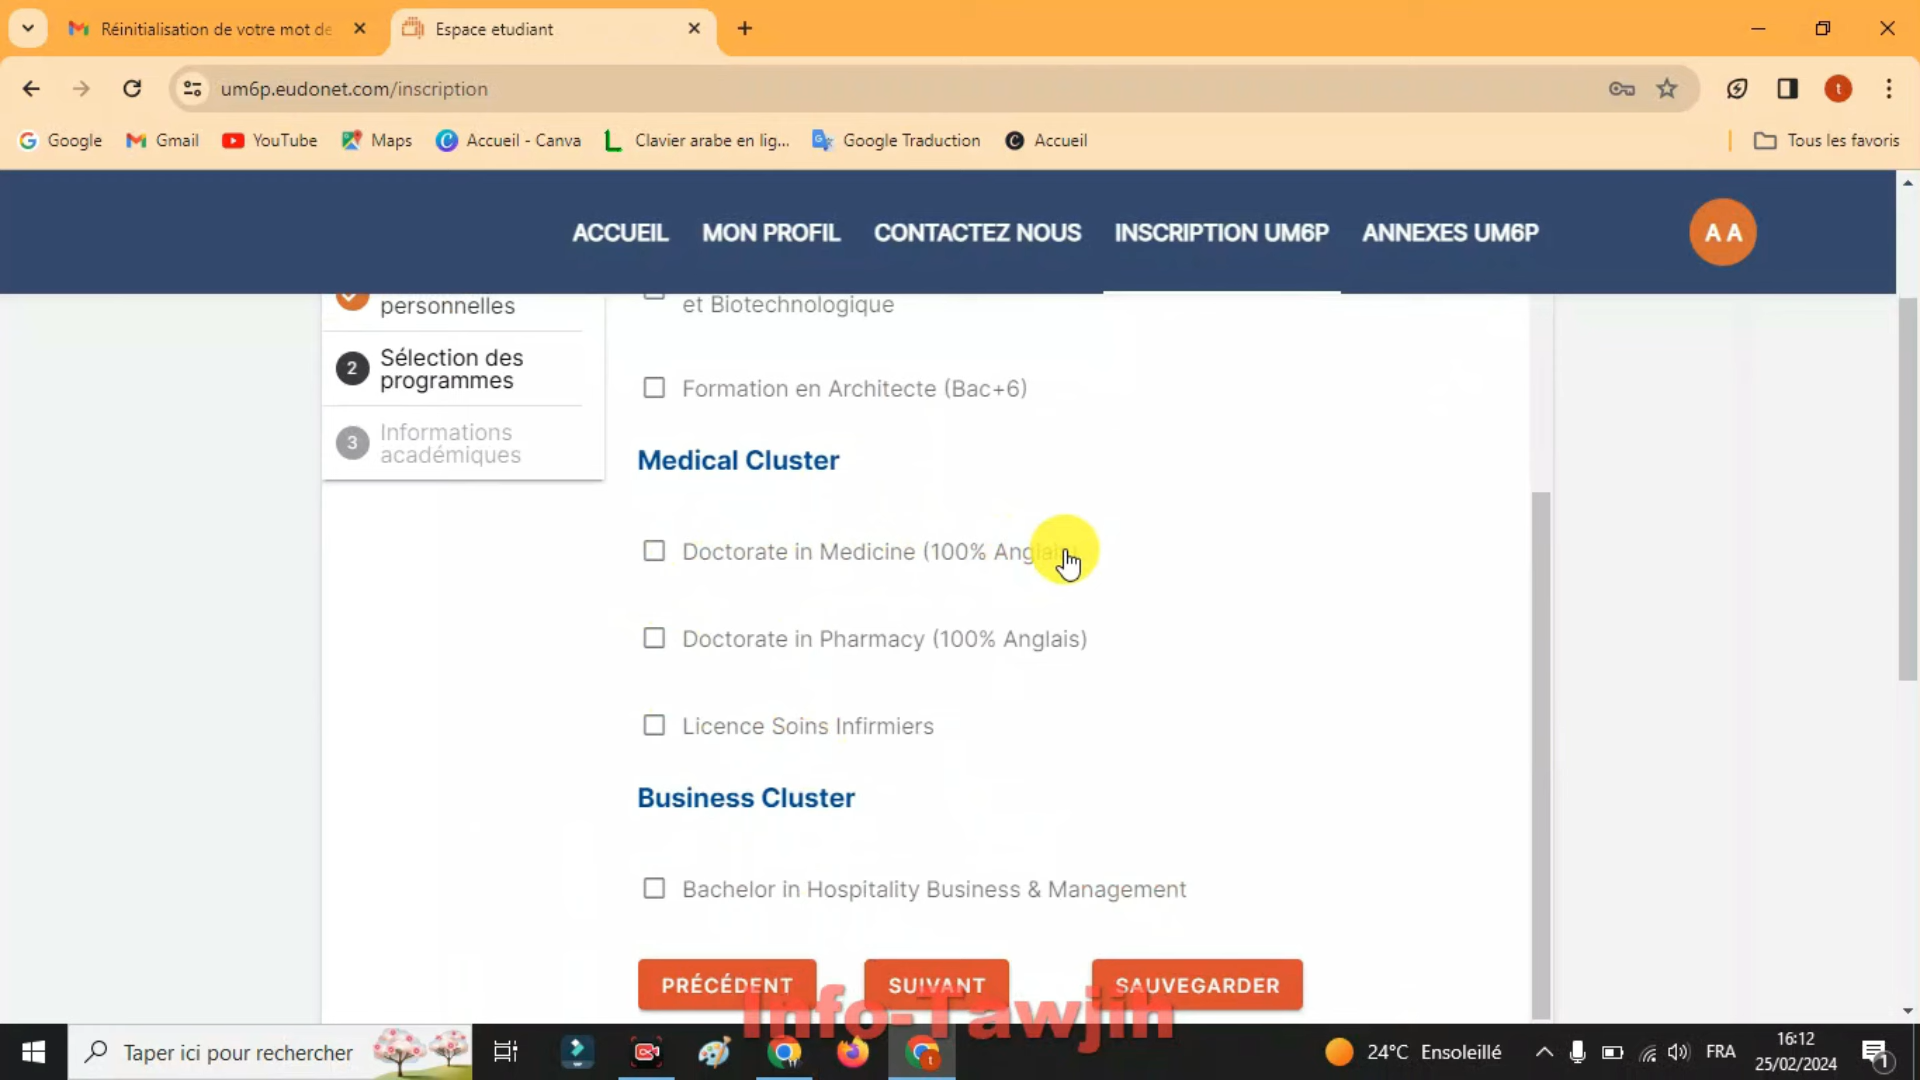 Réinitialisation de votre mot de
Espace etudiant
um6p.eudonet.com/inscription
t
Google
Gmail
YouTube
Maps
Accueil - Canva
Clavier arabe en lig...
Google Traduction
Accueil
Tous les favoris
ACCUEIL
MON PROFIL
CONTACTEZ NOUS
INSCRIPTION UM6P
ANNEXES UM6P
A A
personnelles
2
Sélection des
programmes
3
Informations
académiques
et Biotechnologique
Formation en Architecte (Bac+6)
Medical Cluster
Doctorate in Medicine (100% Anglais)
Doctorate in Pharmacy (100% Anglais)
Licence Soins Infirmiers
Business Cluster
Bachelor in Hospitality Business & Management
PRÉCÉDENT
SUIVANT
SAUVEGARDER
Info-Tawjih
Taper ici pour rechercher
t
24°C Ensoleillé
FRA
16:12
25/02/2024
1